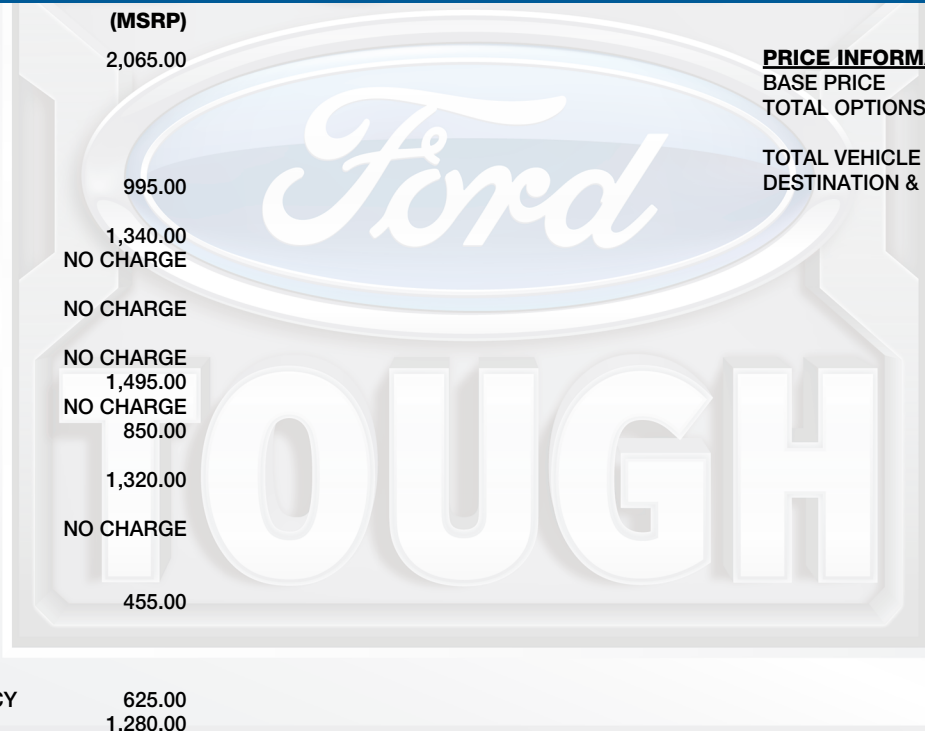 (MSRP)
2,065.00
995.00
1,340.00
NO CHARGE
NO CHARGE
NO CHARGE
1,495.00
NO CHARGE
850.00
1,320.00
NO CHARGE
455.00
CY 625.00
1,280.00
PRICE INFORMA
BASE PRICE
TOTAL OPTIONS
TOTAL VEHICLE
DESTINATION &
Ford
TOUGH